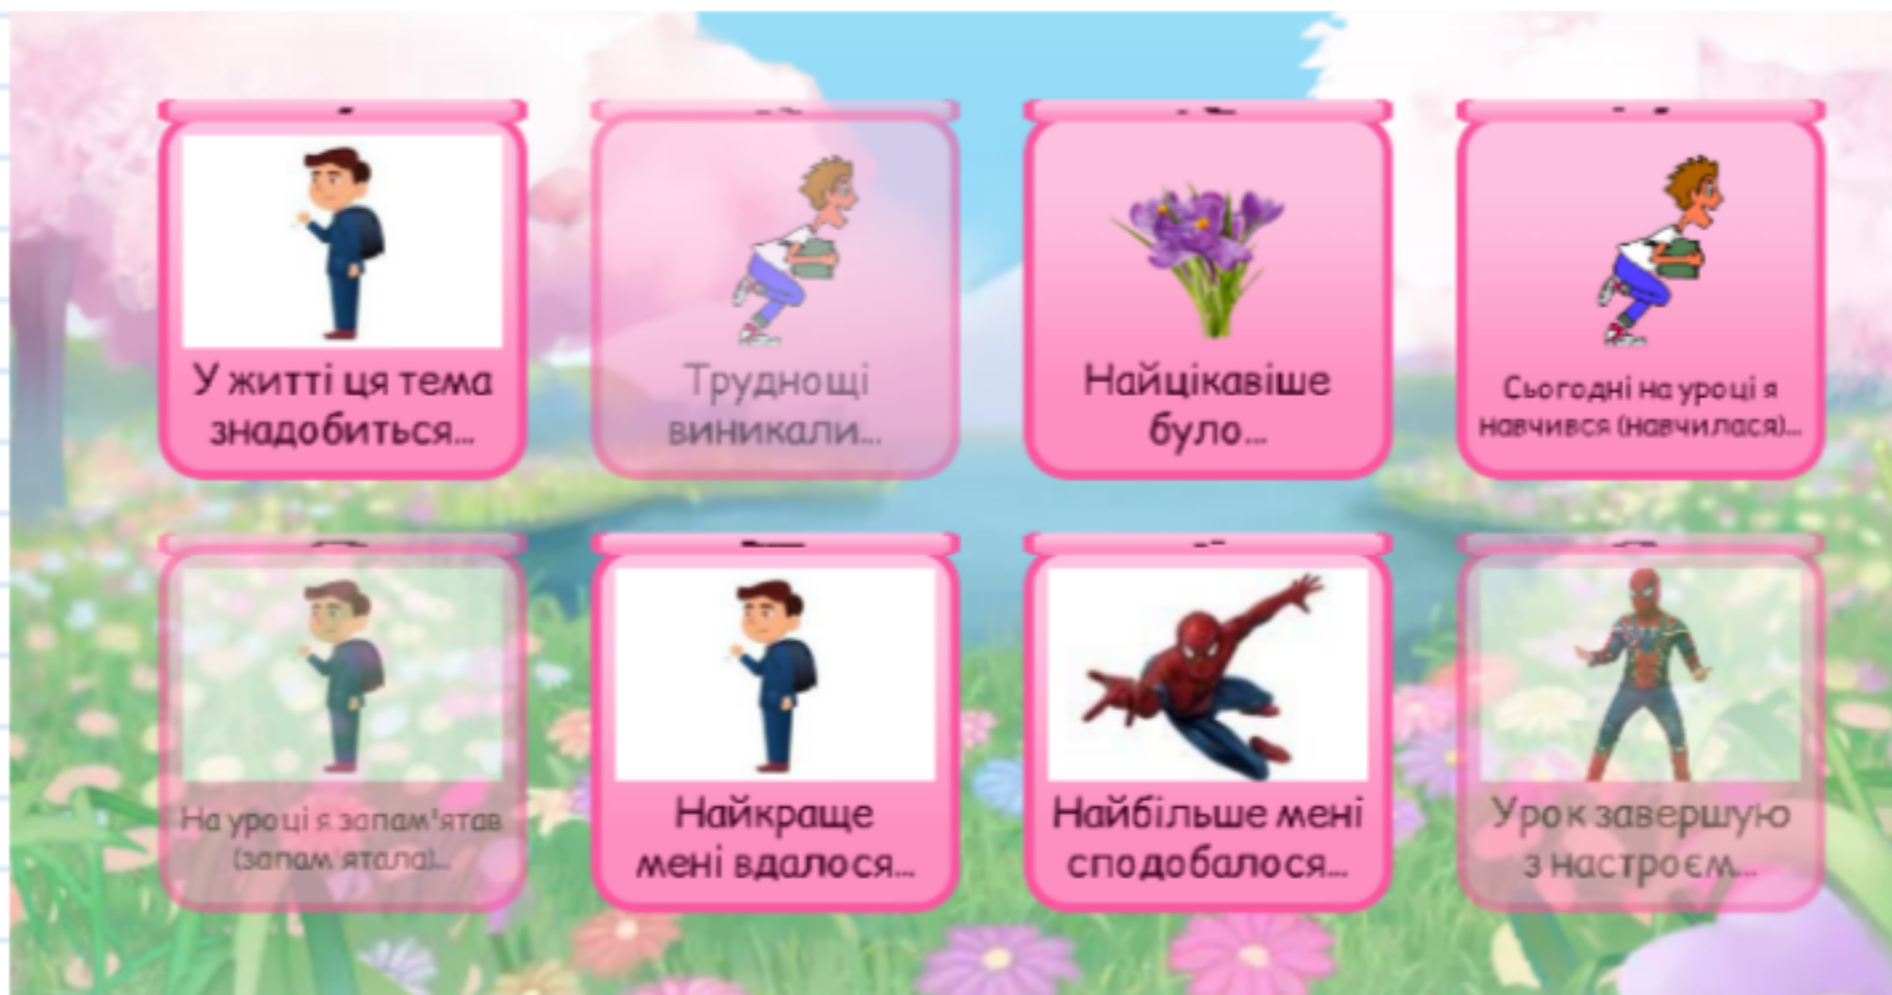 У житті ця тема
знадобиться...
Труднощі
виникали...
Найцікавіше
було...
Сьогодні на уроці я
навчився (навчилася)...
На уроці я запам'ятав
(запам'ятала)...
Найкраще
мені вдалося...
Найбільше мені
сподобалося...
Урок завершую
з настроєм...